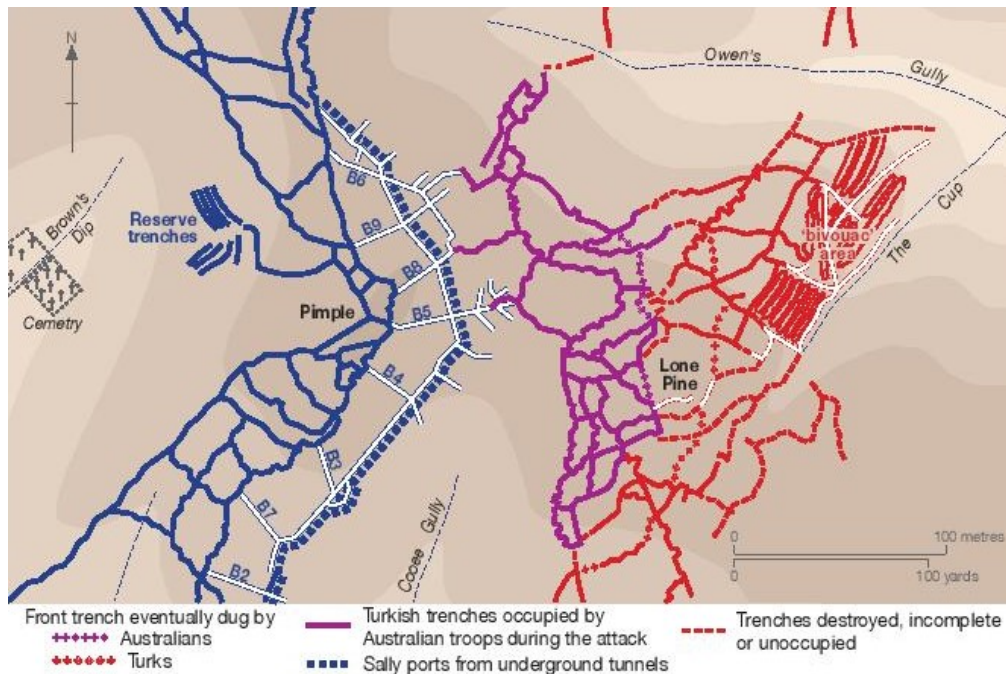 N
Owen's
Gully
Brown's
Dip
Reserve
trenches
B6
B9
B8
'bivouac'
area
The
Cup
Cemetry
Pimple
B5
Lone
Pine
B4
B3
B7
B2
Cooee
Gully
0
100 metres
0
100 yards
Front trench eventually dug by
Australians
Turks
Turkish trenches occupied by
Australian troops during the attack
Sally ports from underground tunnels
Trenches destroyed, incomplete
or unoccupied